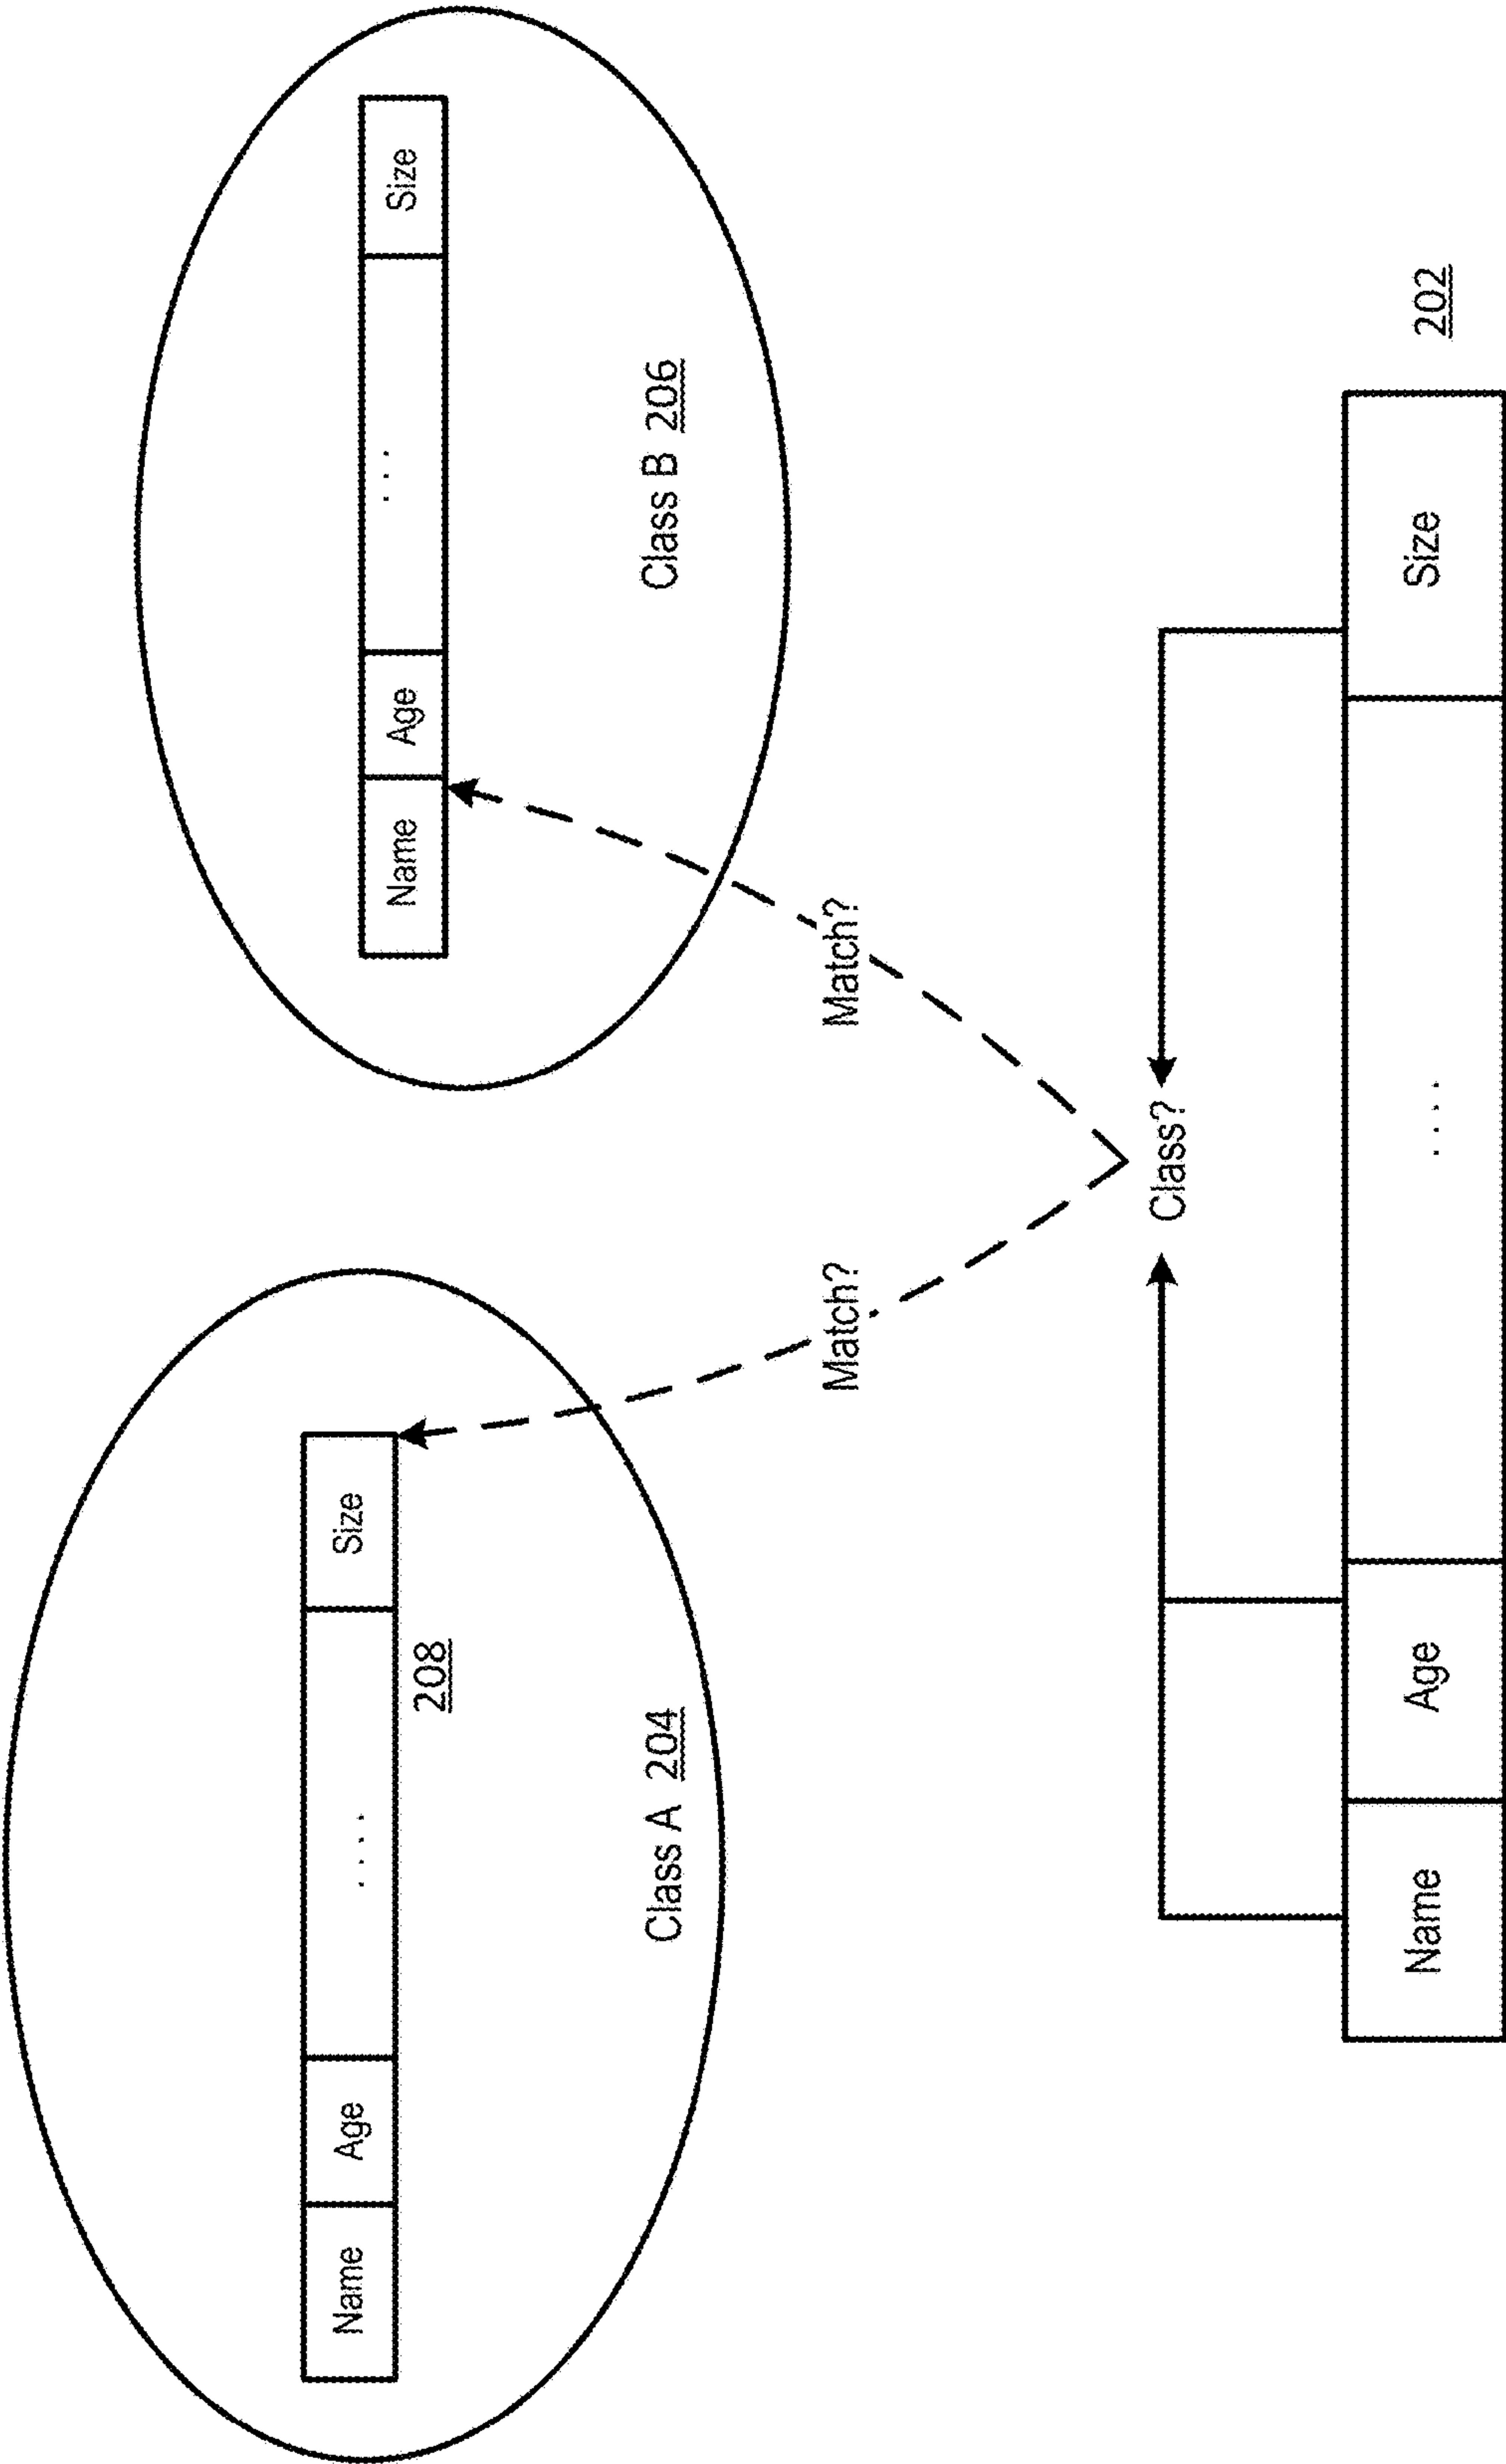 Name Age .... Size
208
Class A 204
Name Age ... Size
Class B 206
Match? Match?
Class?
Name Age .... Size
202